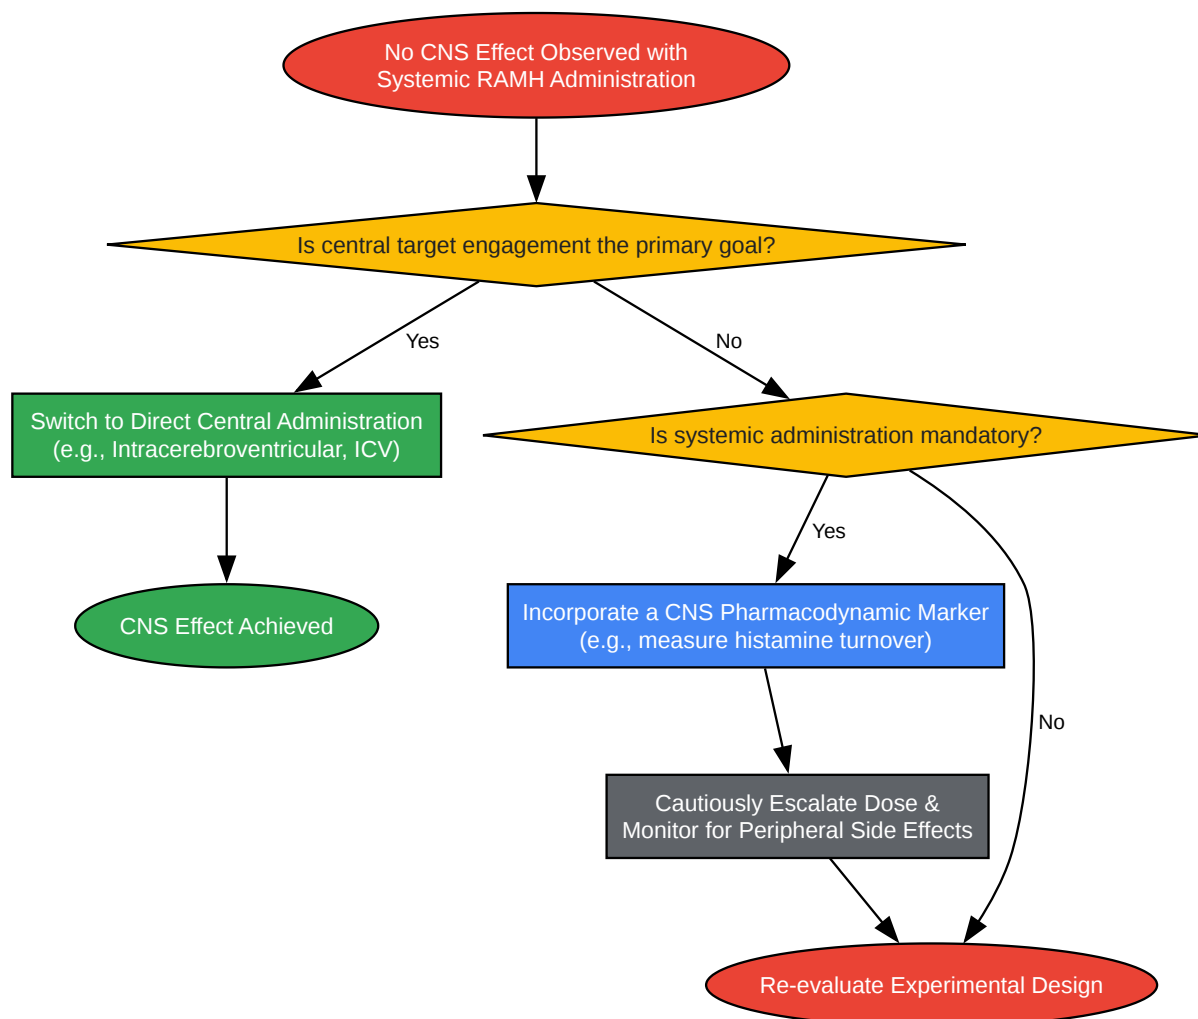 No CNS Effect Observed with
Systemic RAMH Administration
Is central target engagement the primary goal?
Yes
No
Switch to Direct Central Administration
(e.g., Intracerebroventricular, ICV)
Is systemic administration mandatory?
Yes
Incorporate a CNS Pharmacodynamic Marker
(e.g., measure histamine turnover)
CNS Effect Achieved
No
Cautiously Escalate Dose &
Monitor for Peripheral Side Effects
Re-evaluate Experimental Design